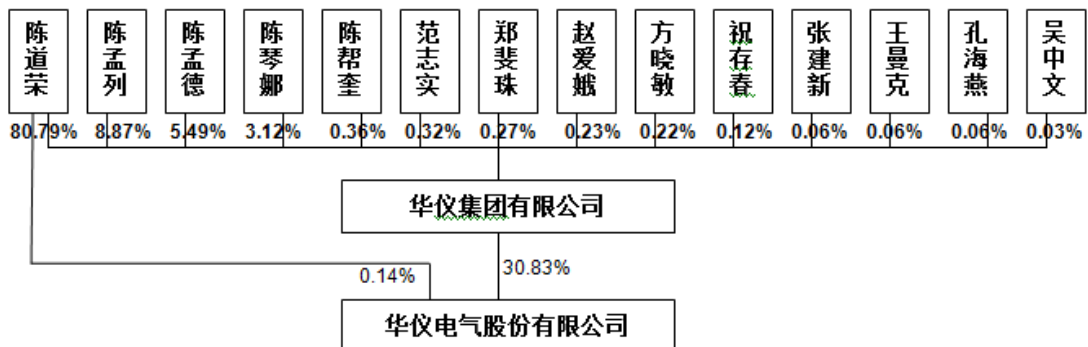 陈道荣
陈孟列
陈孟德
陈琴娜
陈帮奎
范志实
郑斐珠
赵爱娥
方晓敏
祝存春
张建新
王曼克
孔海燕
吴中文
80.79% 8.87% 5.49% 3.12% 0.36% 0.32% 0.27% 0.23% 0.22% 0.12% 0.06% 0.06% 0.06% 0.03%
华仪集团有限公司
0.14% 30.83%
华仪电气股份有限公司